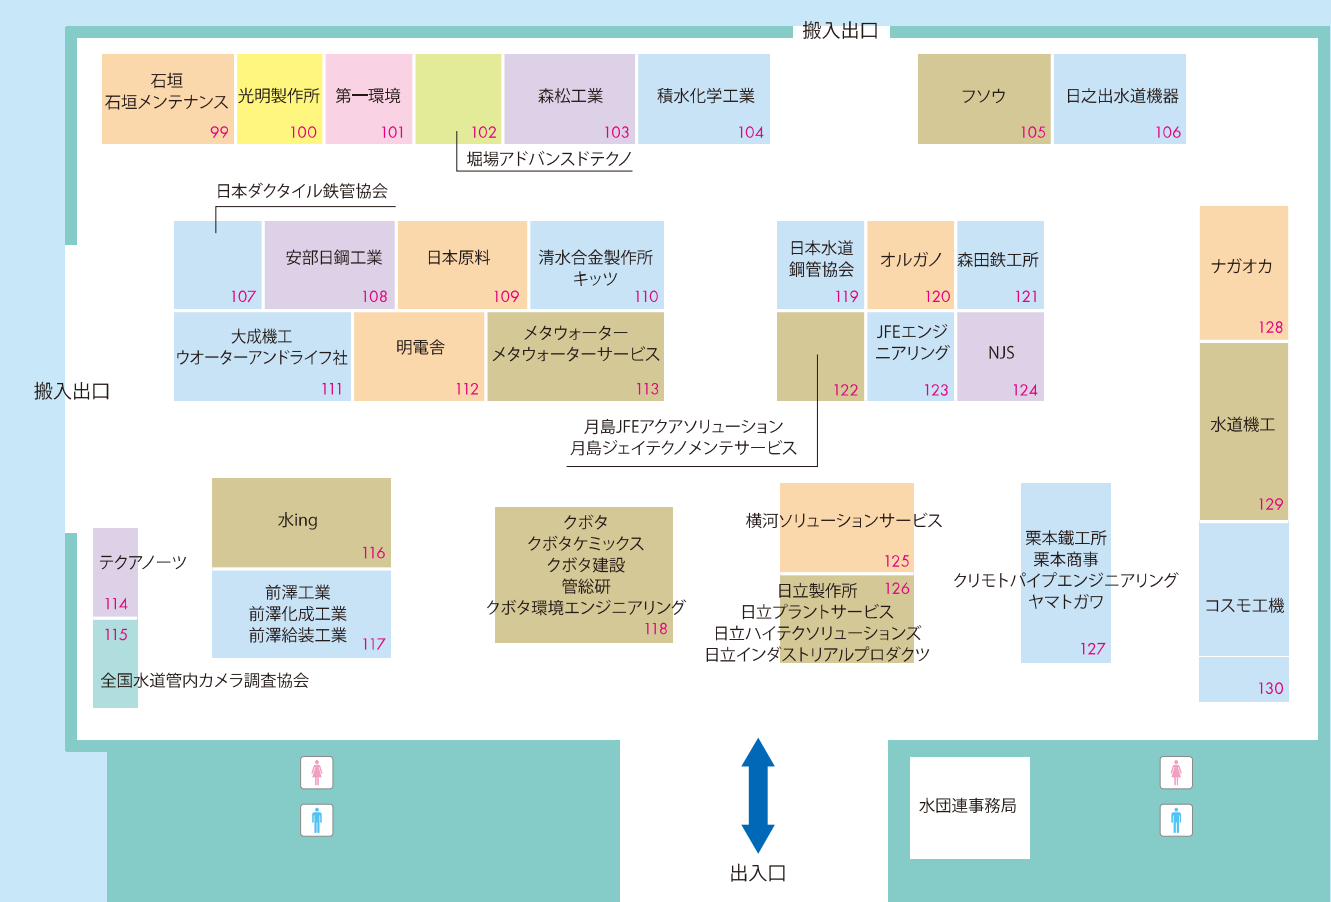 搬入出口
石垣
石垣メンテナンス
99
光明製作所
100
第一環境
101
102
堀場アドバンスドテクノ
森松工業
103
積水化学工業
104
フソウ
105
日之出水道機器
106
日本ダクタイル鉄管協会
107
安部日鋼工業
108
日本原料
109
清水合金製作所
キッツ
110
大成機工
ウオーターアンドライフ社
111
明電舎
112
メタウォーター
メタウォーターサービス
113
日本水道
鋼管協会
119
オルガノ
120
森田鉄工所
121
122
月島JFEアクアソリューション
月島ジェイテクノメンテサービス
JFEエンジ
ニアリング
123
NJS
124
ナガオカ
128
水道機工
129
コスモ工機
130
搬入出口
テクアノーツ
114
115
全国水道管内カメラ調査協会
水ing
116
前澤工業
前澤化成工業
前澤給装工業
117
クボタ
クボタケミックス
クボタ建設
管総研
クボタ環境エンジニアリング
118
横河ソリューションサービス
125
126
日立製作所
日立プラントサービス
日立ハイテクソリューションズ
日立インダストリアルプロダクツ
栗本鐵工所
栗本商事
クリモトパイプエンジニアリング
ヤマトガワ
127
水団連事務局
出入口